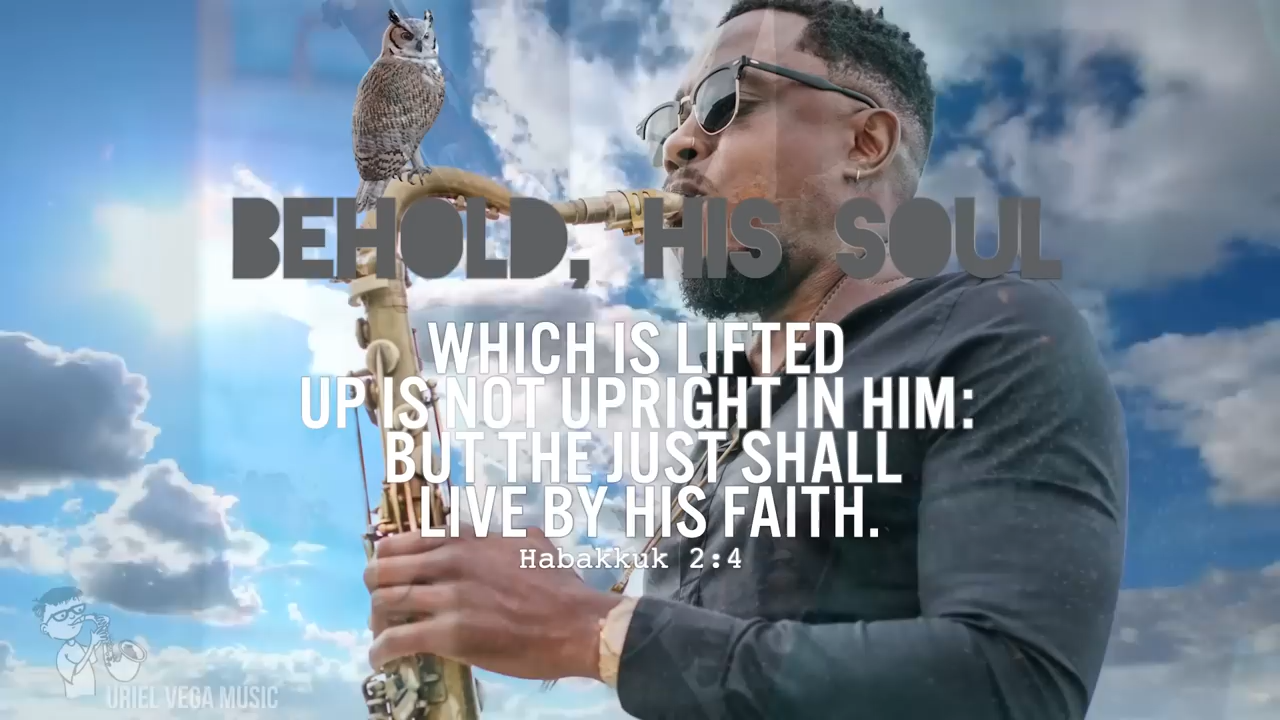 BEHOLD, HIS SOUL
WHICH IS LIFTED
UP IS NOT UPRIGHT IN HIM:
BUT THE JUST SHALL
LIVE BY HIS FAITH.
Habakkuk 2:4
URIEL VEGA MUSIC